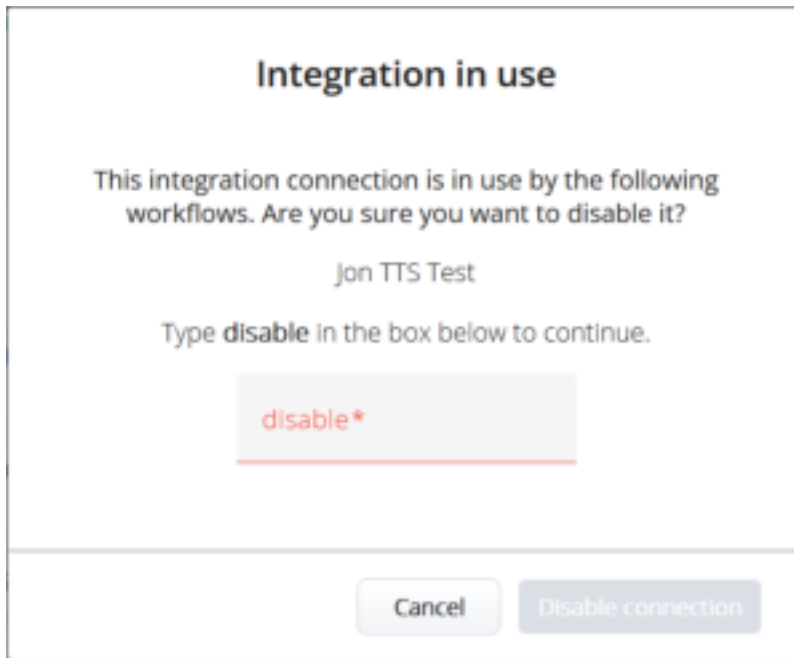 Integration in use
This integration connection is in use by the following
workflows. Are you sure you want to disable it?
Jon TTS Test
Type disable in the box below to continue.
disable*
Cancel
Disable connection